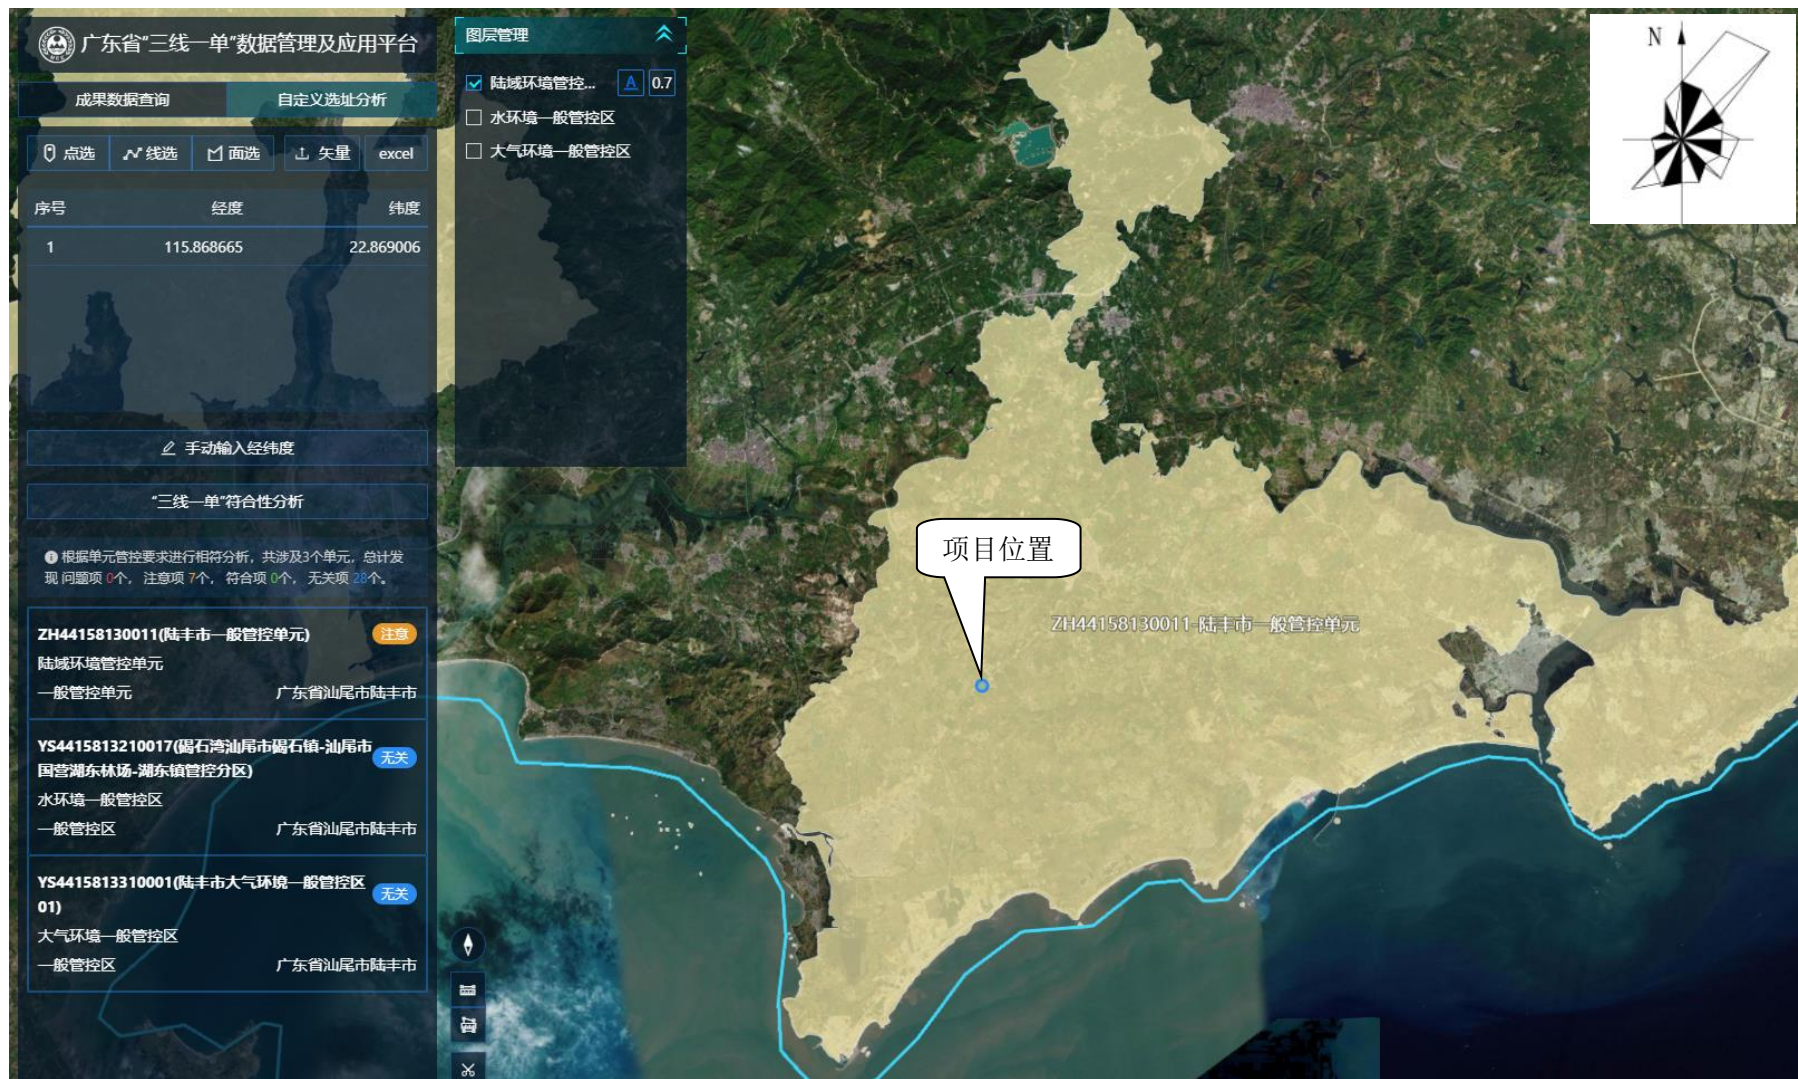 广东省“三线一单”数据管理及应用平台
成果数据查询
自定义选址分析
点选
线选
面选
矢量
excel
序号 经度 纬度
1 115.868665 22.869006
手动输入经纬度
“三线一单”符合性分析
根据单元管控要求进行相符分析，共涉及3个单元，总计发
现 问题项 0个， 注意项 7个， 符合项 0个， 无关项 28个。
ZH44158130011(陆丰市一般管控单元)
注意
陆域环境管控单元
一般管控单元 广东省汕尾市陆丰市
YS4415813210017(碣石湾汕尾市碣石镇-汕尾市
国营湖东林场-湖东镇管控分区)
无关
水环境一般管控区
一般管控区 广东省汕尾市陆丰市
YS4415813310001(陆丰市大气环境一般管控区
01)
无关
大气环境一般管控区
一般管控区 广东省汕尾市陆丰市
图层管理
陆域环境管控... A 0.7
水环境一般管控区
大气环境一般管控区
N
项目位置
ZH44158130011-陆丰市一般管控单元